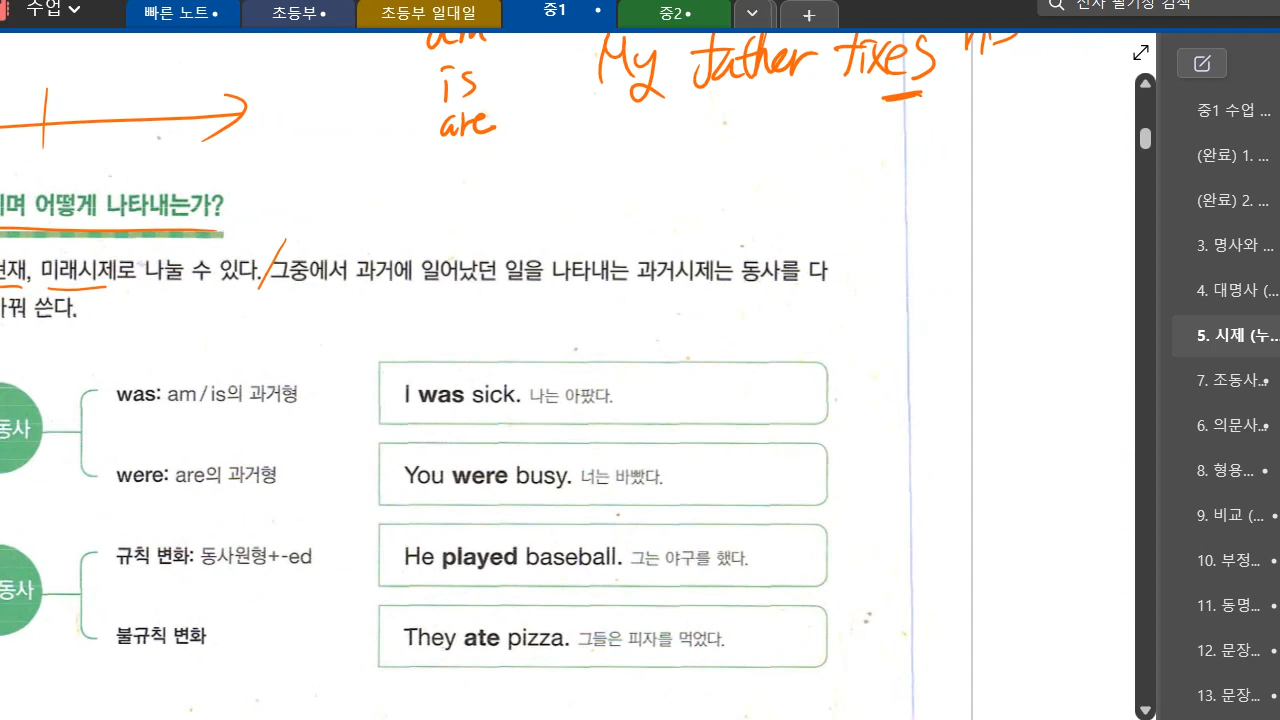 수업
빠른 노트
초등부
초등부 일대일
중1
중2
전자 필기장 검색
am
is
are
My father fixes his
며 어떻게 나타내는가?
현재, 미래시제로 나눌 수 있다. 그중에서 과거에 일어났던 일을 나타내는 과거시제는 동사를 다
바꿔 쓴다.
동사
was: am/is의 과거형
I was sick. 나는 아팠다.
were: are의 과거형
You were busy. 너는 바빴다.
동사
규칙 변화: 동사원형+-ed
He played baseball. 그는 야구를 했다.
불규칙 변화
They ate pizza. 그들은 피자를 먹었다.
중1 수업 ...
(완료) 1. ...
(완료) 2. ...
3. 명사와 ...
4. 대명사 (...
5. 시제 (누...
7. 조동사...
6. 의문사...
8. 형용...
9. 비교 (...
10. 부정...
11. 동명...
12. 문장...
13. 문장...